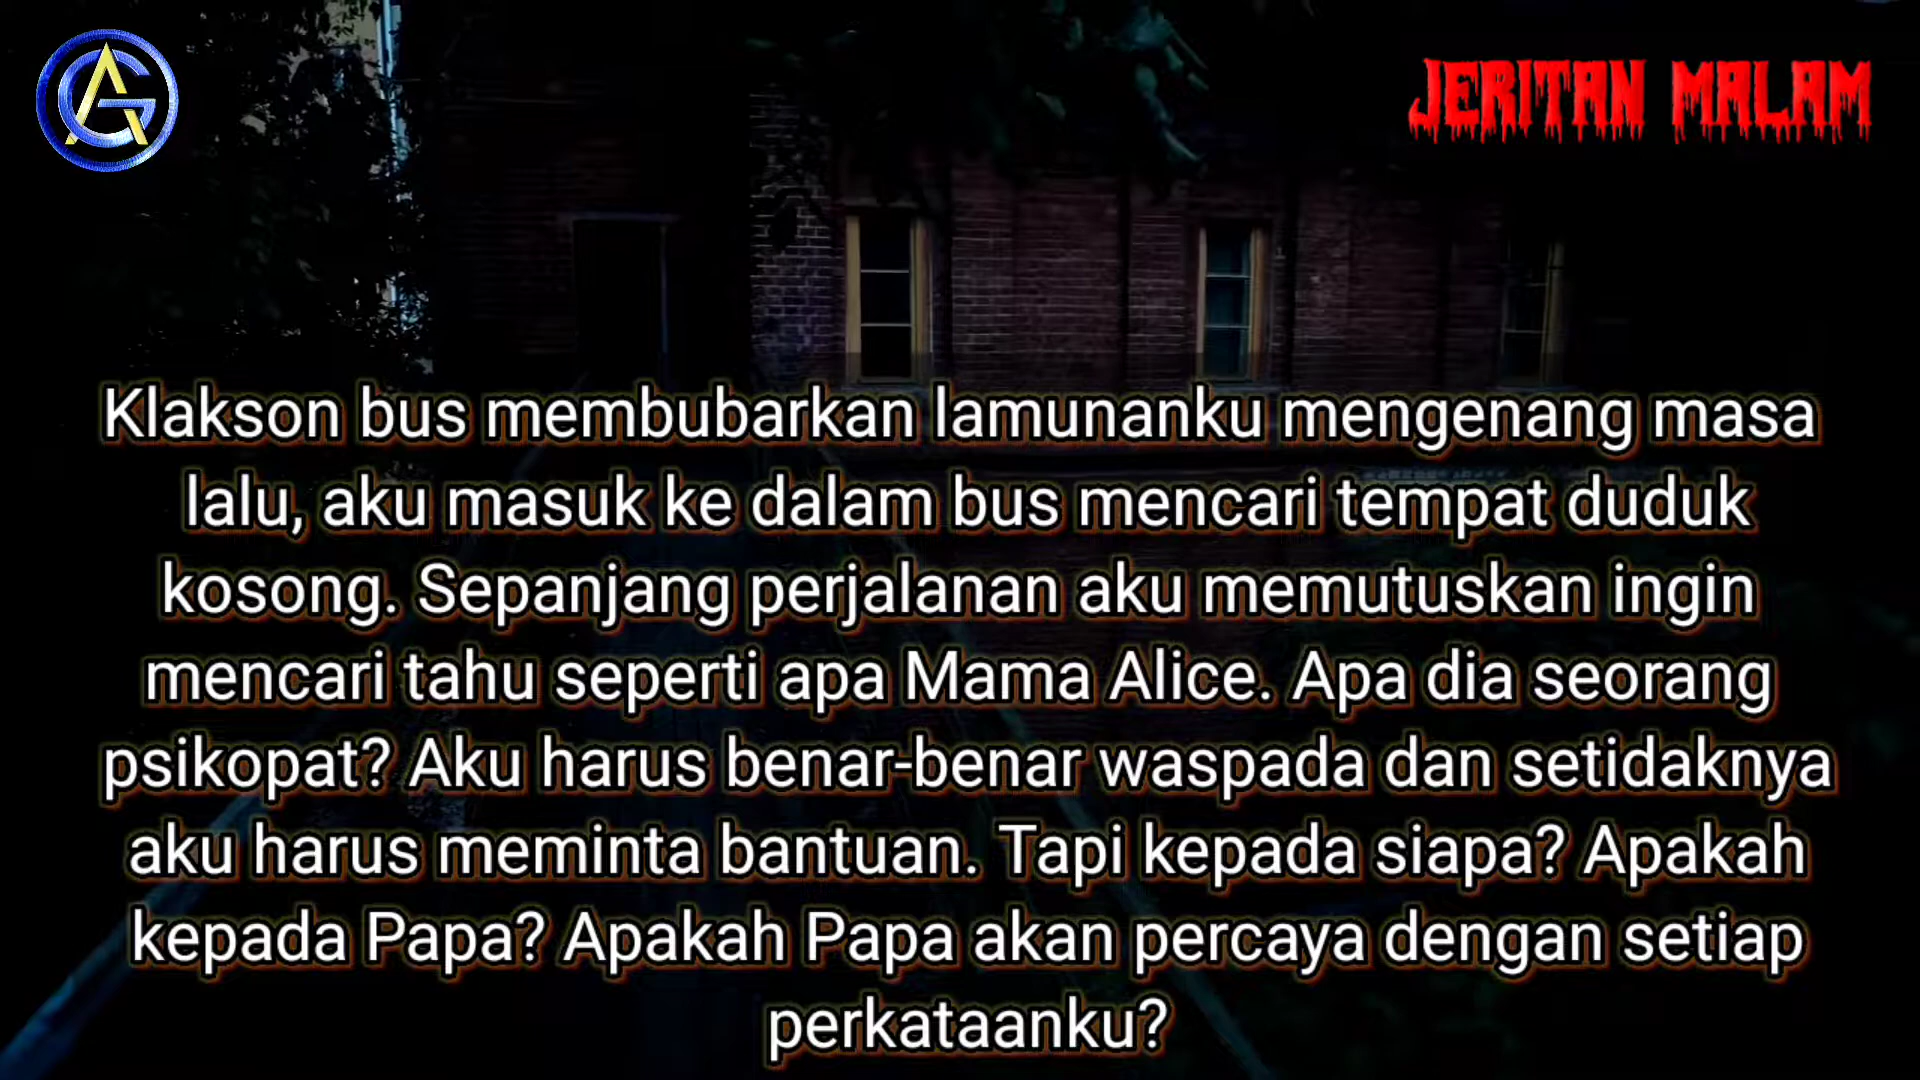 JERITAN MALAM
Klakson bus membubarkan lamunanku mengenang masa
lalu, aku masuk ke dalam bus mencari tempat duduk
kosong. Sepanjang perjalanan aku memutuskan ingin
mencari tahu seperti apa Mama Alice. Apa dia seorang
psikopat? Aku harus benar-benar waspada dan setidaknya
aku harus meminta bantuan. Tapi kepada siapa? Apakah
kepada Papa? Apakah Papa akan percaya dengan setiap
perkataanku?